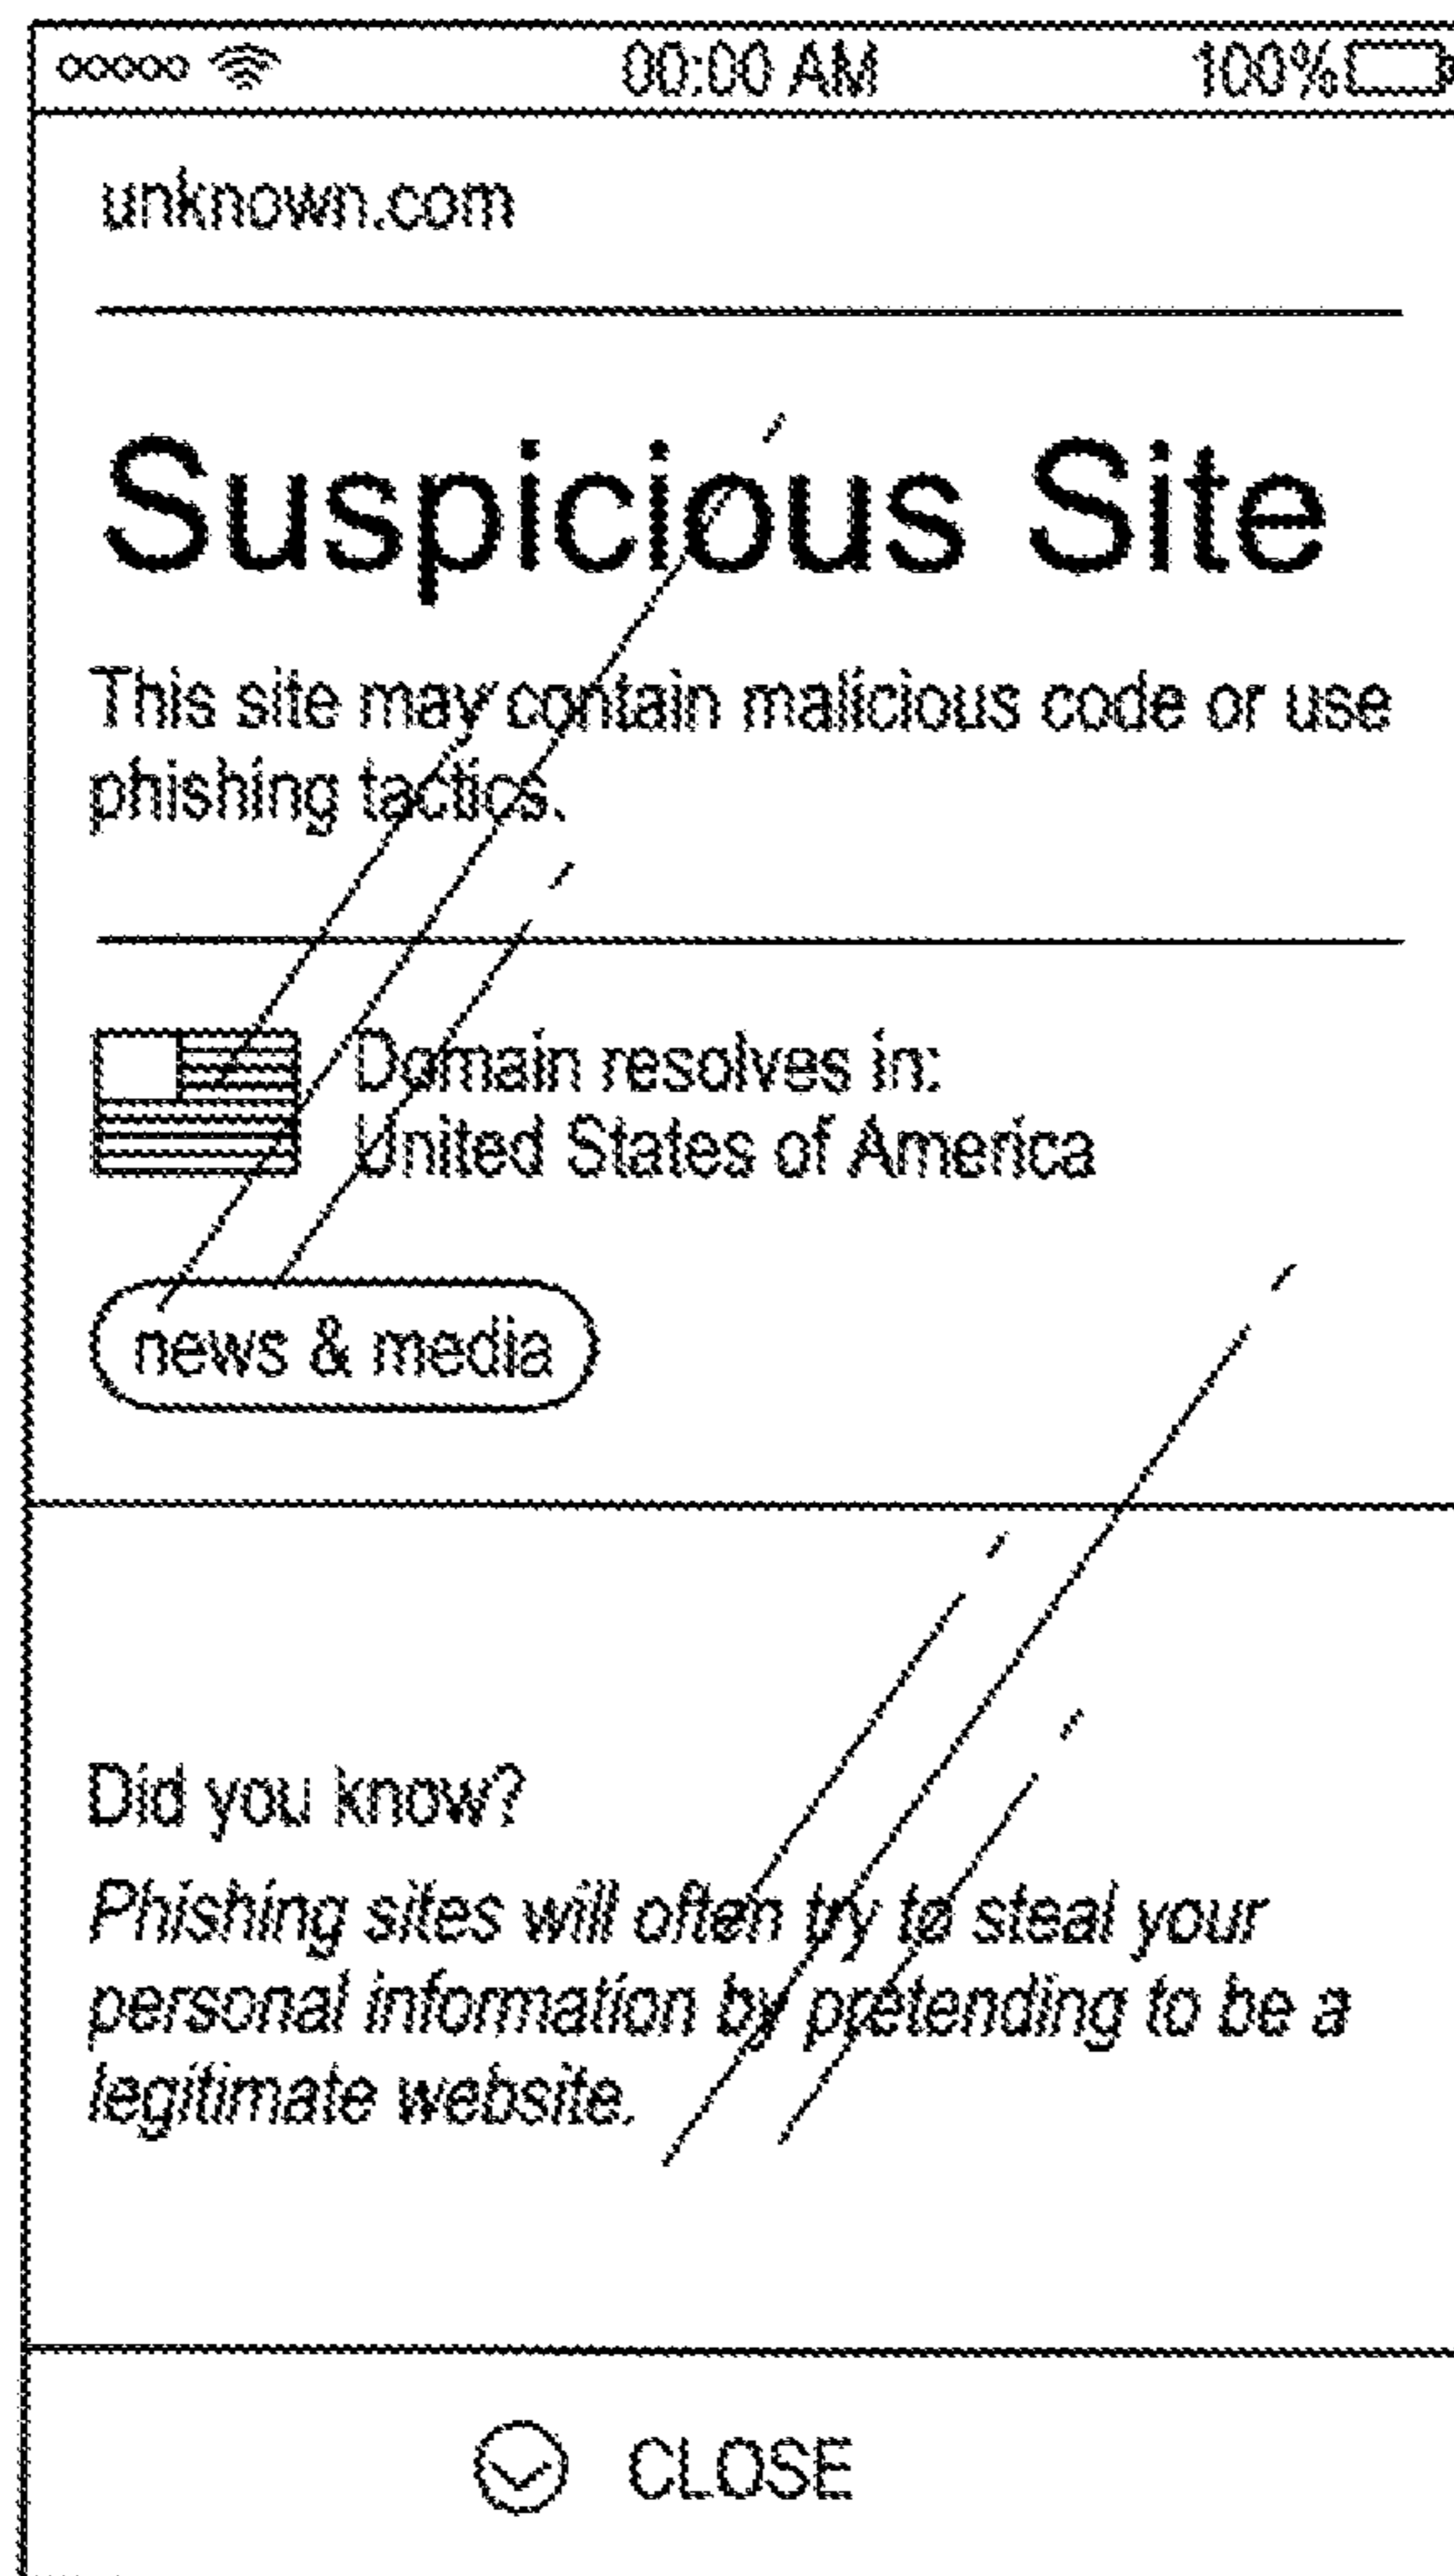 00:00 AM 100%
unknown.com
Suspicious Site
This site may contain malicious code or use
phishing tactics.
Domain resolves in:
United States of America
news & media
Did you know?
Phishing sites will often try to steal your
personal information by pretending to be a
legitimate website.
CLOSE